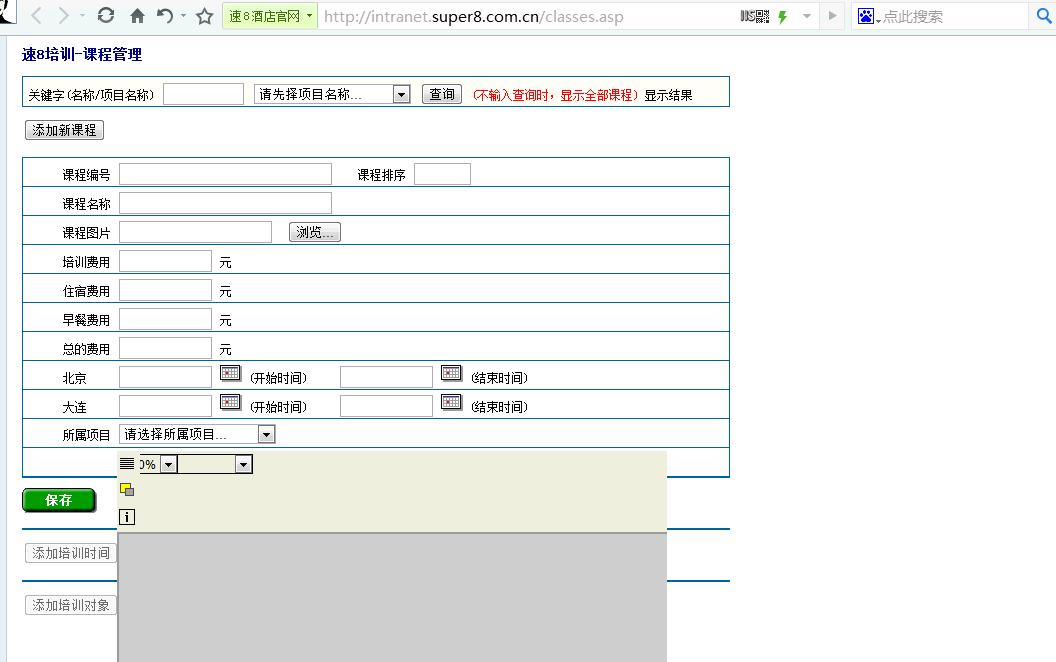 速8酒店官网 http://intranet.super8.com.cn/classes.asp 点此搜索
速8培训-课程管理
关键字(名称/项目名称) 请先择项目名称... 查询 (不输入查询时，显示全部课程) 显示结果
添加新课程
课程编号 课程排序
课程名称
课程图片 浏览...
培训费用 元
住宿费用 元
早餐费用 元
总的费用 元
北京 (开始时间) (结束时间)
大连 (开始时间) (结束时间)
所属项目 请选择所属项目...
0%
i
保存
添加培训时间
添加培训对象